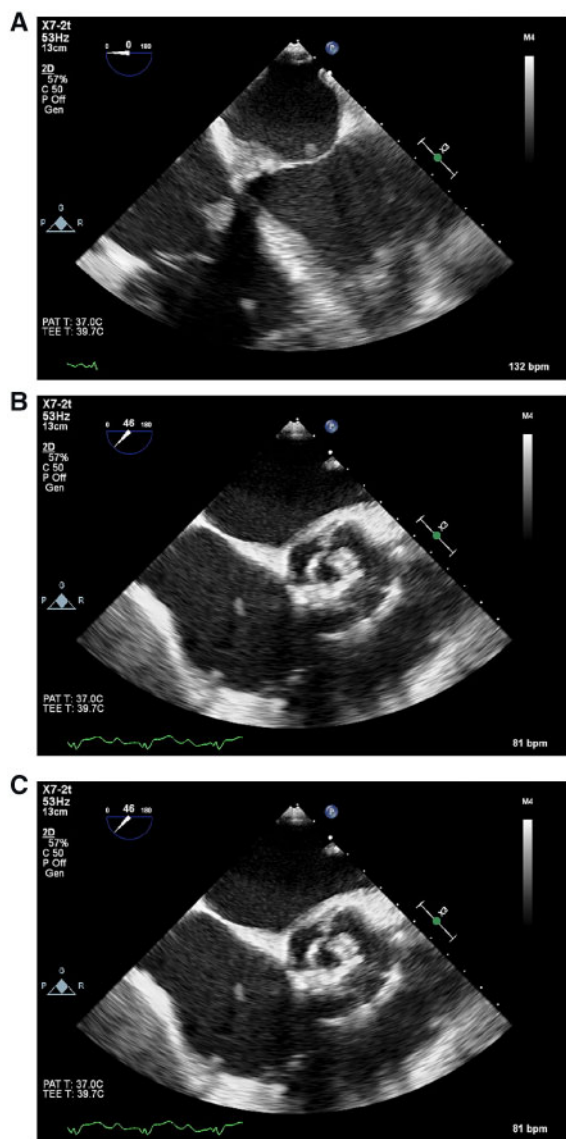 A
X7-2t
53Hz
13cm
0 0 180
2D
57%
C 50
P Off
Gen
M4
X3
G
P R
PAT T: 37.0C
TEE T: 39.7C
132 bpm
B
X7-2t
53Hz
13cm
0 46 180
2D
57%
C 50
P Off
Gen
M4
X3
G
P R
PAT T: 37.0C
TEE T: 39.7C
81 bpm
C
X7-2t
53Hz
13cm
0 46 180
2D
57%
C 50
P Off
Gen
M4
X3
G
P R
PAT T: 37.0C
TEE T: 39.7C
81 bpm